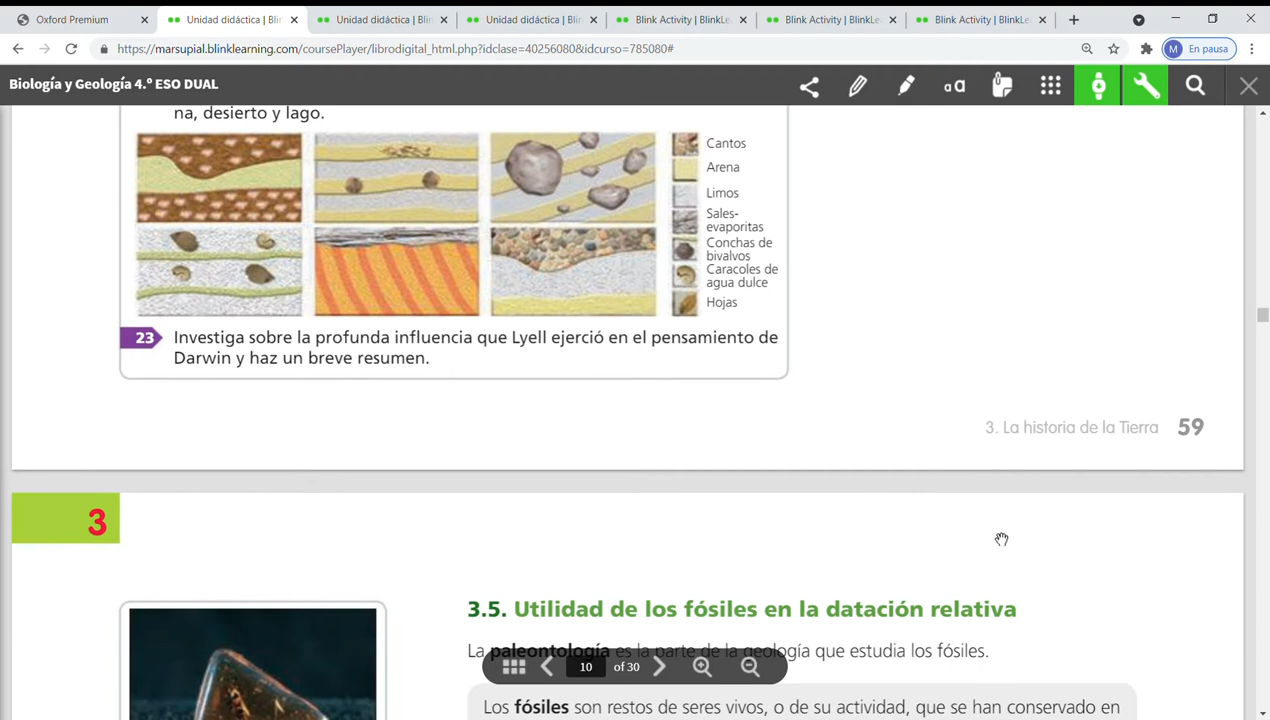 Oxford Premium
Unidad didáctica | Blin
Unidad didáctica | Blin
Unidad didáctica | Blin
Blink Activity | BlinkLe
Blink Activity | BlinkLe
Blink Activity | BlinkLe
https://marsupial.blinklearning.com/coursePlayer/librodigital_html.php?idclase=40256080&idcurso=785080#
M En pausa
Biología y Geología 4.º ESO DUAL
aa
na, desierto y lago.
Cantos
Arena
Limos
Sales-
evaporitas
Conchas de
bivalvos
Caracoles de
agua dulce
Hojas
23 Investiga sobre la profunda influencia que Lyell ejerció en el pensamiento de
Darwin y haz un breve resumen.
3. La historia de la Tierra 59
3
3.5. Utilidad de los fósiles en la datación relativa
La paleontología es la parte de la geología que estudia los fósiles.
10 of 30
Los fósiles son restos de seres vivos, o de su actividad, que se han conservado en